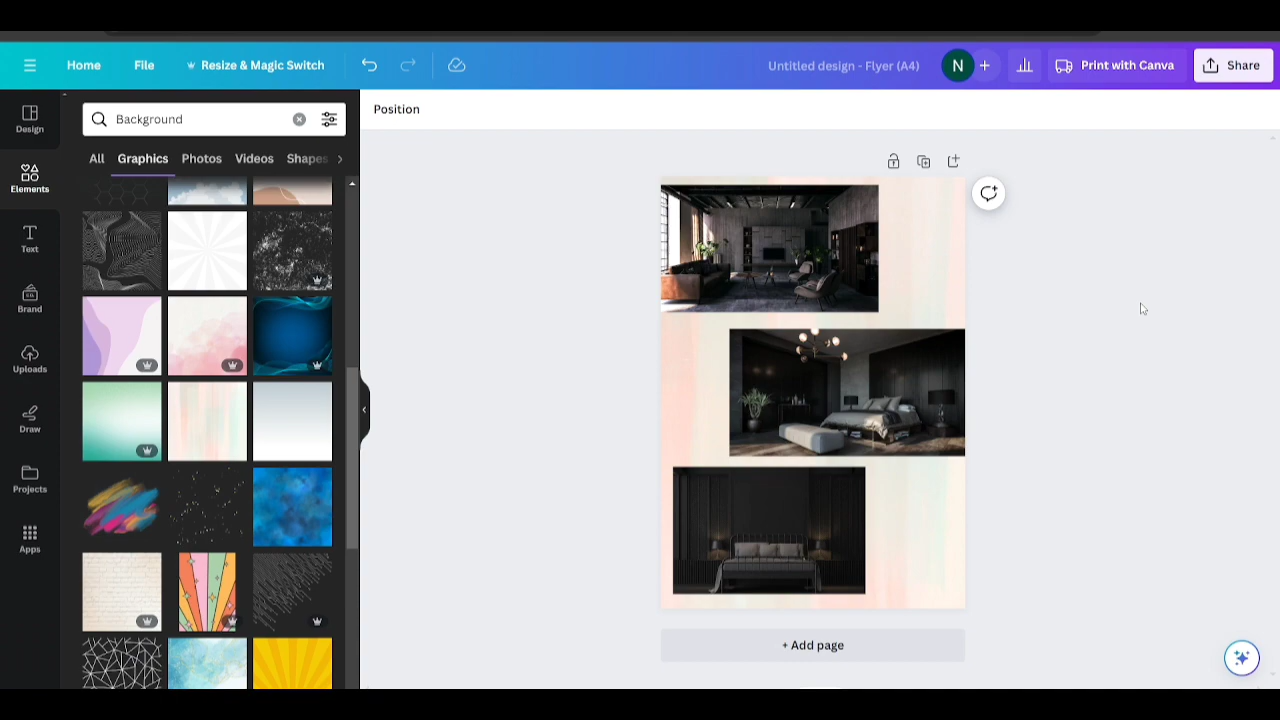 Home
File
Resize & Magic Switch
Untitled design - Flyer (A4)
N
+
Print with Canva
Share
Design
Elements
Text
Brand
Uploads
Draw
Projects
Apps
Background
All
Graphics
Photos
Videos
Shapes
Position
+ Add page